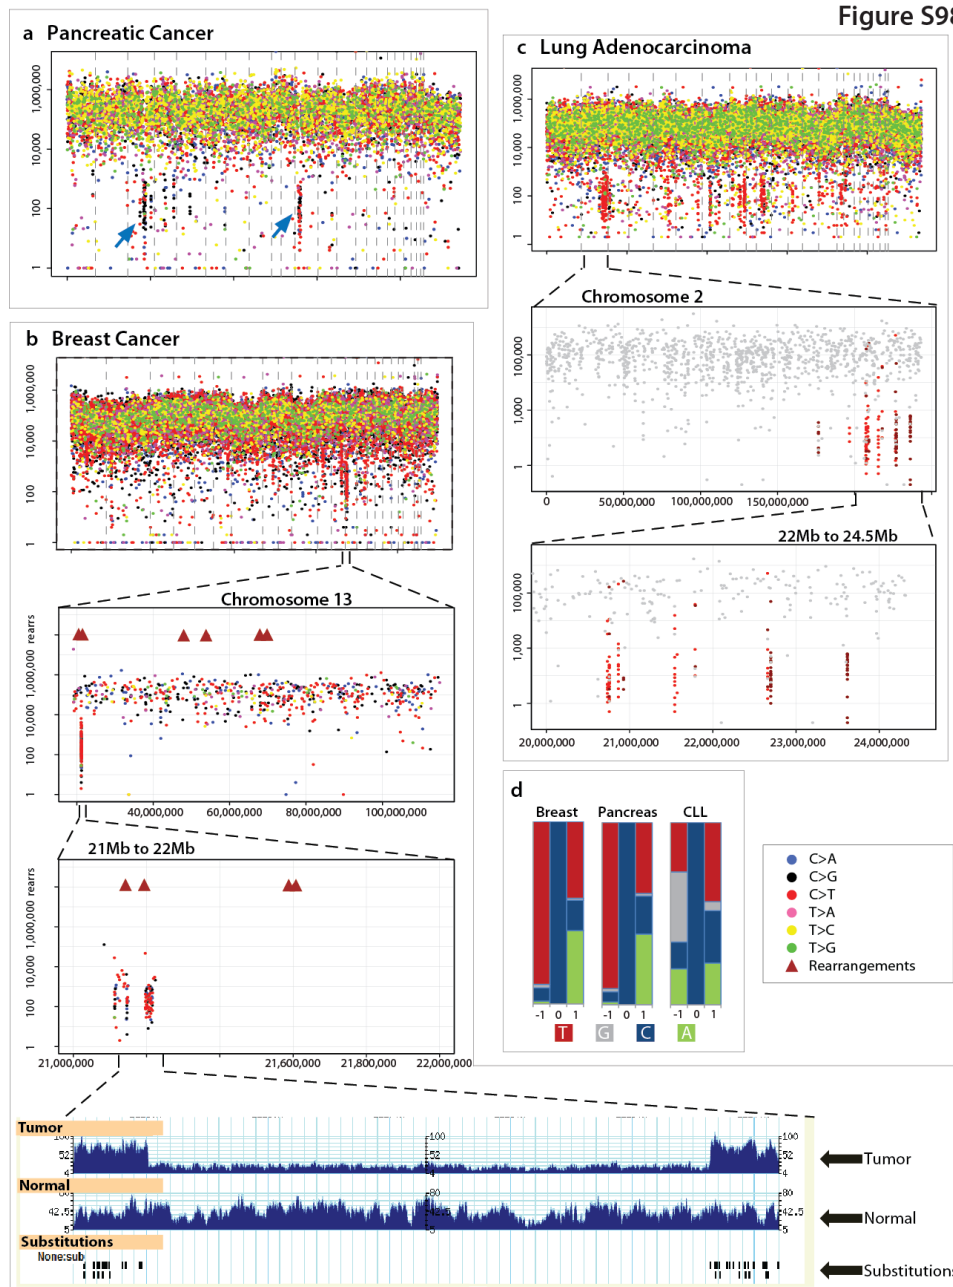 Figure S98
a Pancreatic Cancer
1,000,000
10,000
100
1
b Breast Cancer
1,000,000
10,000
100
1
Chromosome 13
rearrs
1,000,000
10,000
100
1
40,000,000 60,000,000 80,000,000 100,000,000
21Mb to 22Mb
rearrs
1,000,000
10,000
100
1
21,000,000 21,600,000 21,800,000 22,000,000
c Lung Adenocarcinoma
1,000,000
10,000
100
1
Chromosome 2
100,000
1,000
1
0 50,000,000 100,000,000 150,000,000
22Mb to 24.5Mb
100,000
1,000
1
20,000,000 21,000,000 22,000,000 23,000,000 24,000,000
d
Breast Pancreas CLL
-1 0 1 -1 0 1 -1 0 1
T G C A
C>A
C>G
C>T
T>A
T>C
T>G
Rearrangements
Tumor
100 100 100
52 52 52
4 4 4
Tumor
Normal
80 80 80
42.5 42.5 42.5
5 5 5
Normal
Substitutions
None:sub
Substitutions